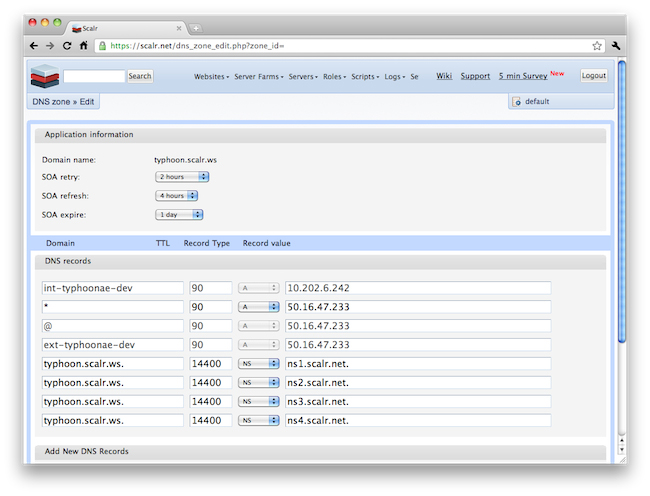 Scalr
https://scalr.net/dns_zone_edit.php?zone_id=
Search Websites Server Farms Servers Roles Scripts Logs Se Wiki Support 5 min Survey New Logout
DNS zone » Edit default
Application information
Domain name: typhoon.scalr.ws
SOA retry: 2 hours
SOA refresh: 4 hours
SOA expire: 1 day
Domain TTL Record Type Record value
DNS records
int-typhoonae-dev 90 A 10.202.6.242
* 90 A 50.16.47.233
@ 90 A 50.16.47.233
ext-typhoonae-dev 90 A 50.16.47.233
typhoon.scalr.ws. 14400 NS ns1.scalr.net.
typhoon.scalr.ws. 14400 NS ns2.scalr.net.
typhoon.scalr.ws. 14400 NS ns3.scalr.net.
typhoon.scalr.ws. 14400 NS ns4.scalr.net.
Add New DNS Records